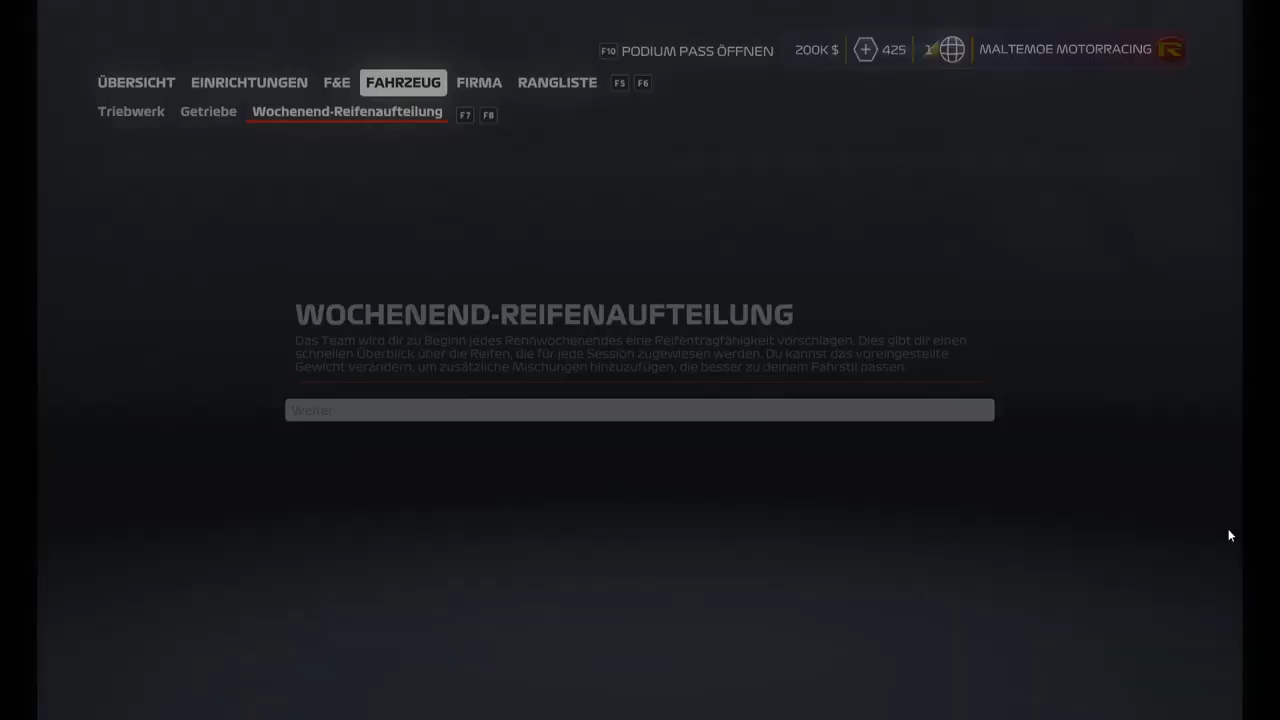 F10 PODIUM PASS ÖFFNEN 200K $ 425 1 MALTEMOE MOTORRACING
ÜBERSICHT EINRICHTUNGEN F&E FAHRZEUG FIRMA RANGLISTE F5 F6
Triebwerk Getriebe Wochenend-Reifenaufteilung F7 F8
WOCHENEND-REIFENAUFTEILUNG
Das Team wird dir zu Beginn jedes Rennwochenendes eine Reifentragfähigkeit vorschlagen. Dies gibt dir einen
schnellen Überblick über die Reifen, die für jede Session zugewiesen werden. Du kannst das voreingestellte
Gewicht verändern, um zusätzliche Mischungen hinzuzufügen, die besser zu deinem Fahrstil passen.
Weiter